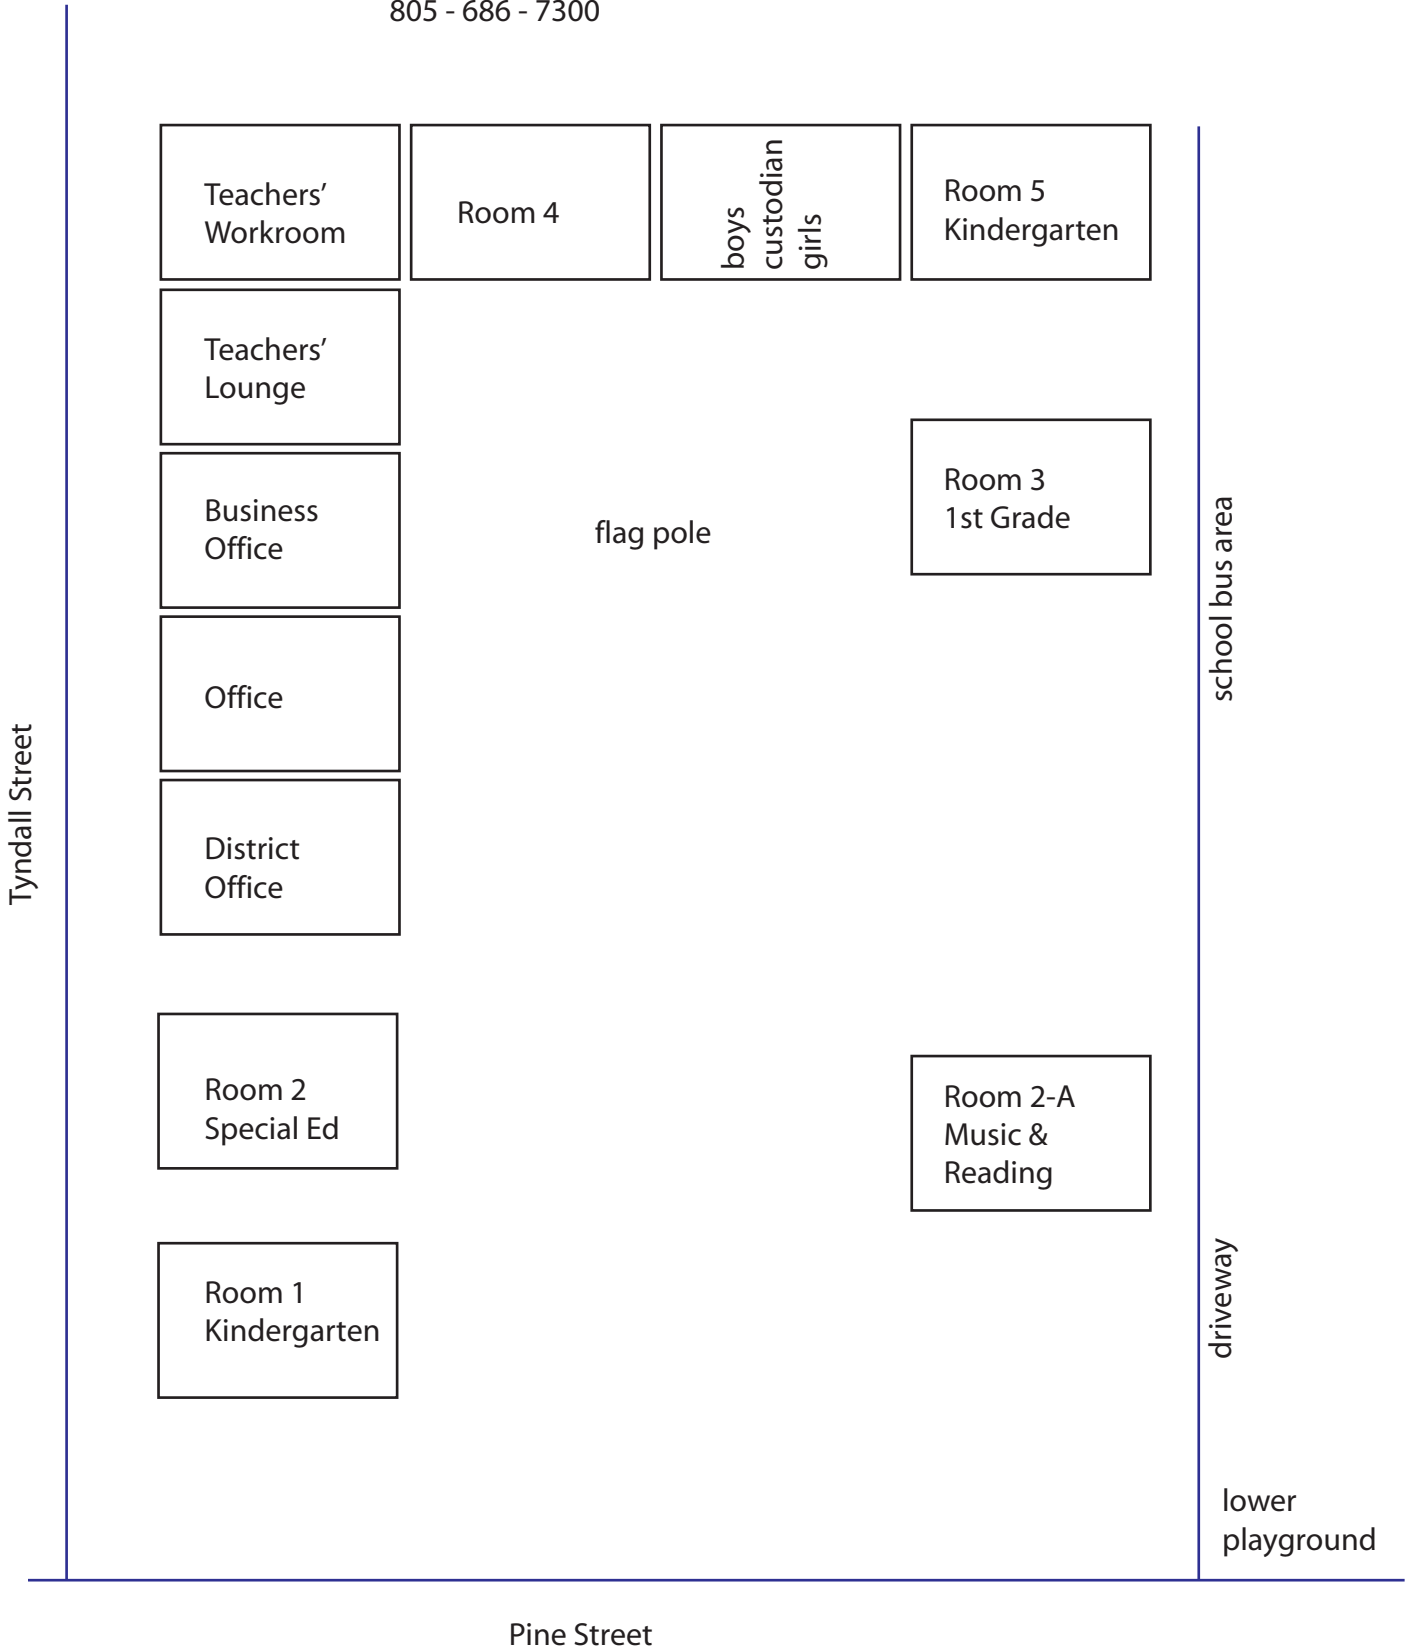 805 - 686 - 7300
Teachers’
Workroom
Room 4
boys
custodian
girls
Room 5
Kindergarten
Teachers’
Lounge
Room 3
1st Grade
Business
Office
flag pole
school bus area
Office
Tyndall Street
District
Office
Room 2
Special Ed
Room 2-A
Music &
Reading
Room 1
Kindergarten
driveway
lower
playground
Pine Street